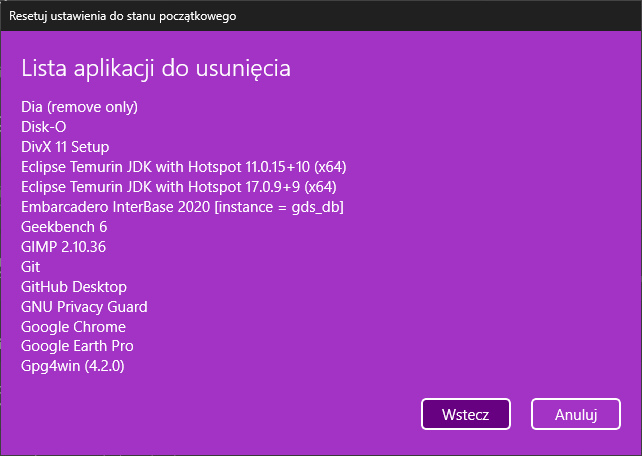 Resetuj ustawienia do stanu początkowego
Lista aplikacji do usunięcia
Dia (remove only)
Disk-O
DivX 11 Setup
Eclipse Temurin JDK with Hotspot 11.0.15+10 (x64)
Eclipse Temurin JDK with Hotspot 17.0.9+9 (x64)
Embarcadero InterBase 2020 [instance = gds_db]
Geekbench 6
GIMP 2.10.36
Git
GitHub Desktop
GNU Privacy Guard
Google Chrome
Google Earth Pro
Gpg4win (4.2.0)
Wstecz
Anuluj